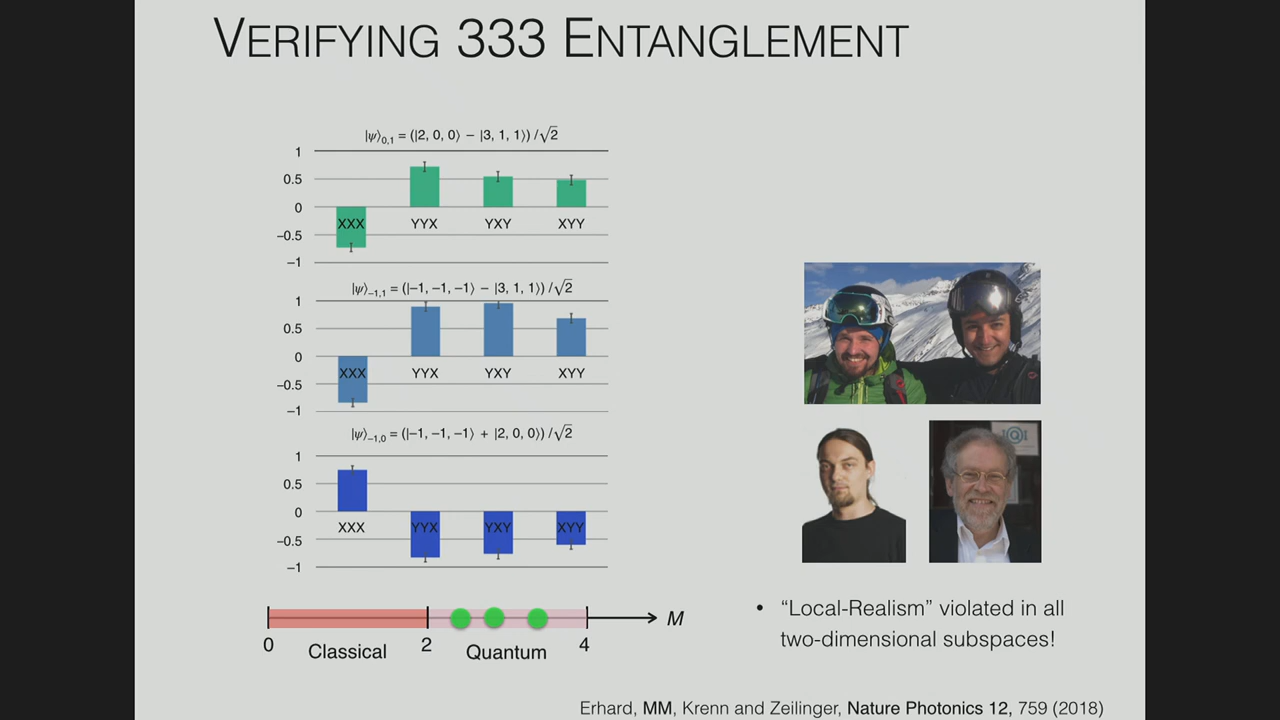 VERIFYING 333 ENTANGLEMENT
|ψ⟩0,1 = (|2, 0, 0⟩ − |3, 1, 1⟩) /√2
1
0.5
0
−0.5
−1
XXX YYX YXY XYY
|ψ⟩−1,1 = (|−1, −1, −1⟩ − |3, 1, 1⟩) /√2
1
0.5
0
−0.5
−1
XXX YYX YXY XYY
|ψ⟩−1,0 = (|−1, −1, −1⟩ + |2, 0, 0⟩) /√2
1
0.5
0
−0.5
−1
XXX YYX YXY XYY
0 2 4 M
Classical Quantum
• “Local-Realism” violated in all
two-dimensional subspaces!
Erhard, MM, Krenn and Zeilinger, Nature Photonics 12, 759 (2018)